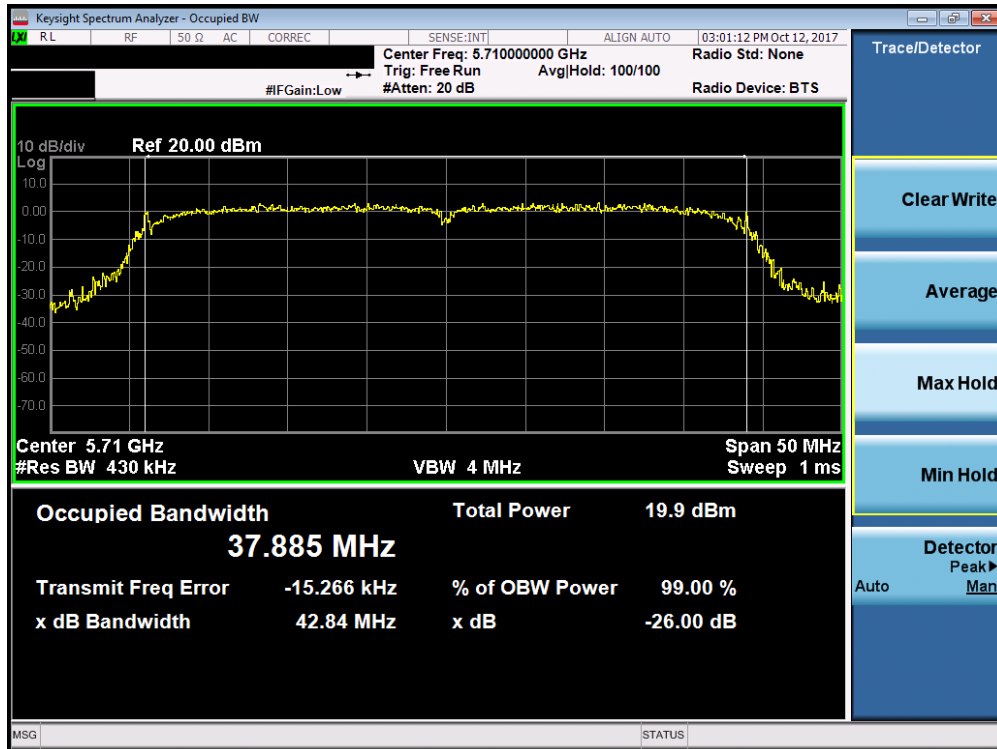 Keysight Spectrum Analyzer - Occupied BW
LXI RL RF 50 Ω AC CORREC SENSE:INT ALIGN AUTO 03:01:12 PM Oct 12, 2017
Center Freq: 5.710000000 GHz Radio Std: None
Trig: Free Run Avg|Hold: 100/100
#IFGain:Low #Atten: 20 dB Radio Device: BTS
Trace/Detector
10 dB/div Ref 20.00 dBm
Log
10.0
0.00
-10.0
-20.0
-30.0
-40.0
-50.0
-60.0
-70.0
Center 5.71 GHz Span 50 MHz
#Res BW 430 kHz VBW 4 MHz Sweep 1 ms
Occupied Bandwidth Total Power 19.9 dBm
37.885 MHz
Transmit Freq Error -15.266 kHz % of OBW Power 99.00 %
x dB Bandwidth 42.84 MHz x dB -26.00 dB
Clear Write
Average
Max Hold
Min Hold
Detector
Peak▶
Auto Man
MSG STATUS